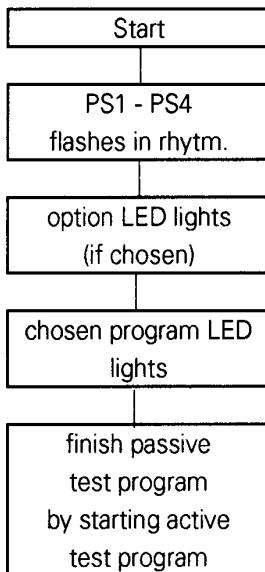 Start
PS1 - PS4
flashes in rhytm.
option LED lights
(if chosen)
chosen program LED
lights
finish passive
test program
by starting active
test program